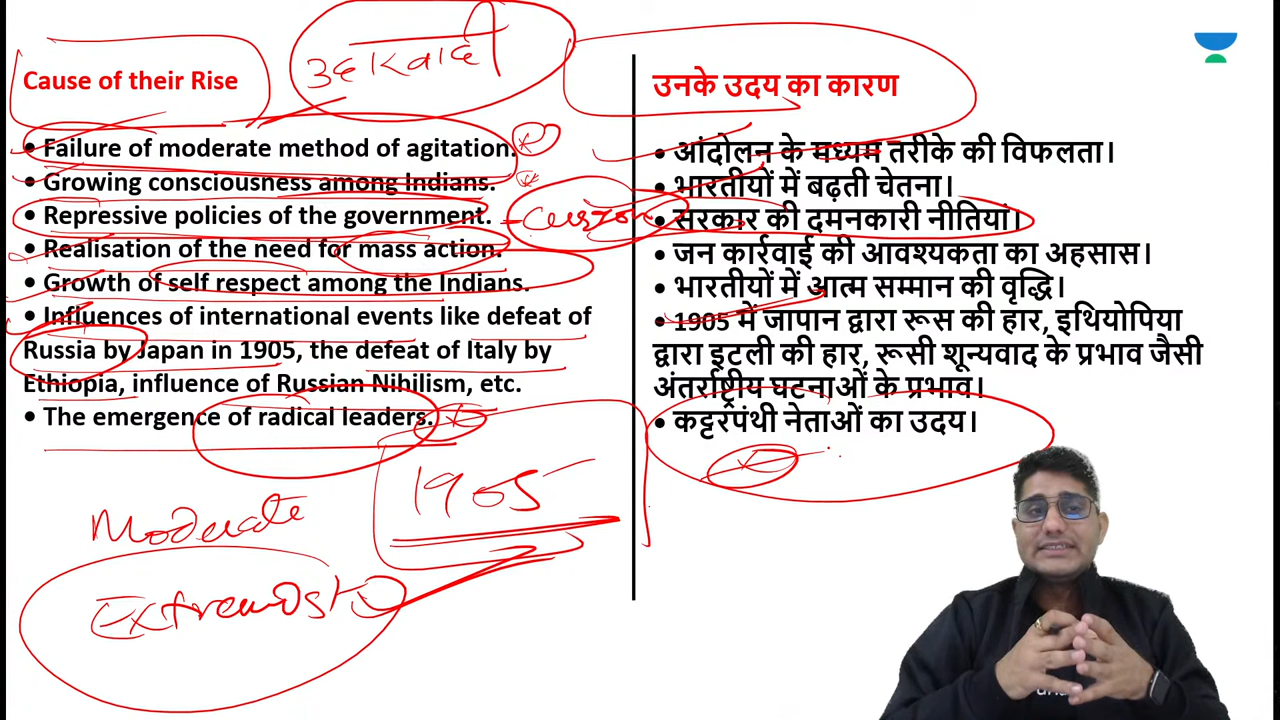 Cause of their Rise
• Failure of moderate method of agitation.
• Growing consciousness among Indians.
• Repressive policies of the government.
• Realisation of the need for mass action.
• Growth of self respect among the Indians.
• Influences of international events like defeat of
Russia by Japan in 1905, the defeat of Italy by
Ethiopia, influence of Russian Nihilism, etc.
• The emergence of radical leaders.
Curzon
1905
Moderate
Extremist
उनके उदय का कारण
• आंदोलन के मध्यम तरीके की विफलता।
• भारतीयों में बढ़ती चेतना।
• सरकार की दमनकारी नीतियां।
• जन कार्रवाई की आवश्यकता का अहसास।
• भारतीयों में आत्म सम्मान की वृद्धि।
• 1905 में जापान द्वारा रूस की हार, इथियोपिया
द्वारा इटली की हार, रूसी शून्यवाद के प्रभाव जैसी
अंतर्राष्ट्रीय घटनाओं के प्रभाव।
• कट्टरपंथी नेताओं का उदय।